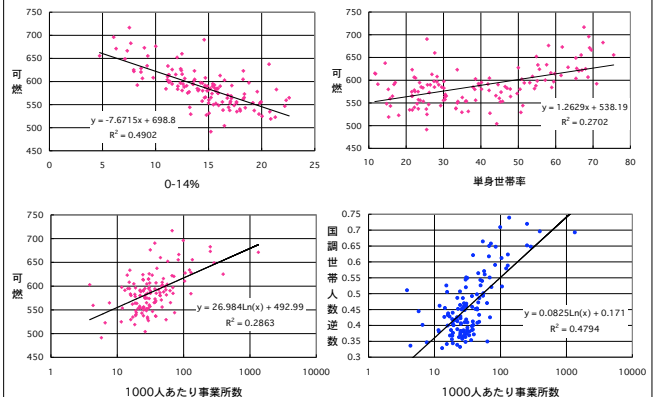 750
700
650
600
550
500
450
可燃
y = -7.6715x + 698.8
R² = 0.4902
0 5 10 15 20 25
0-14%
750
700
650
600
550
500
450
可燃
y = 1.2629x + 538.19
R² = 0.2702
10 20 30 40 50 60 70 80
単身世帯率
750
700
650
600
550
500
450
可燃
y = 26.984Ln(x) + 492.99
R² = 0.2863
1 10 100 1000 10000
1000人あたり事業所数
0.75
0.7
0.65
0.6
0.55
0.5
0.45
0.4
0.35
0.3
国調世帯人数逆数
y = 0.0825Ln(x) + 0.171
R² = 0.4794
1 10 100 1000 10000
1000人あたり事業所数